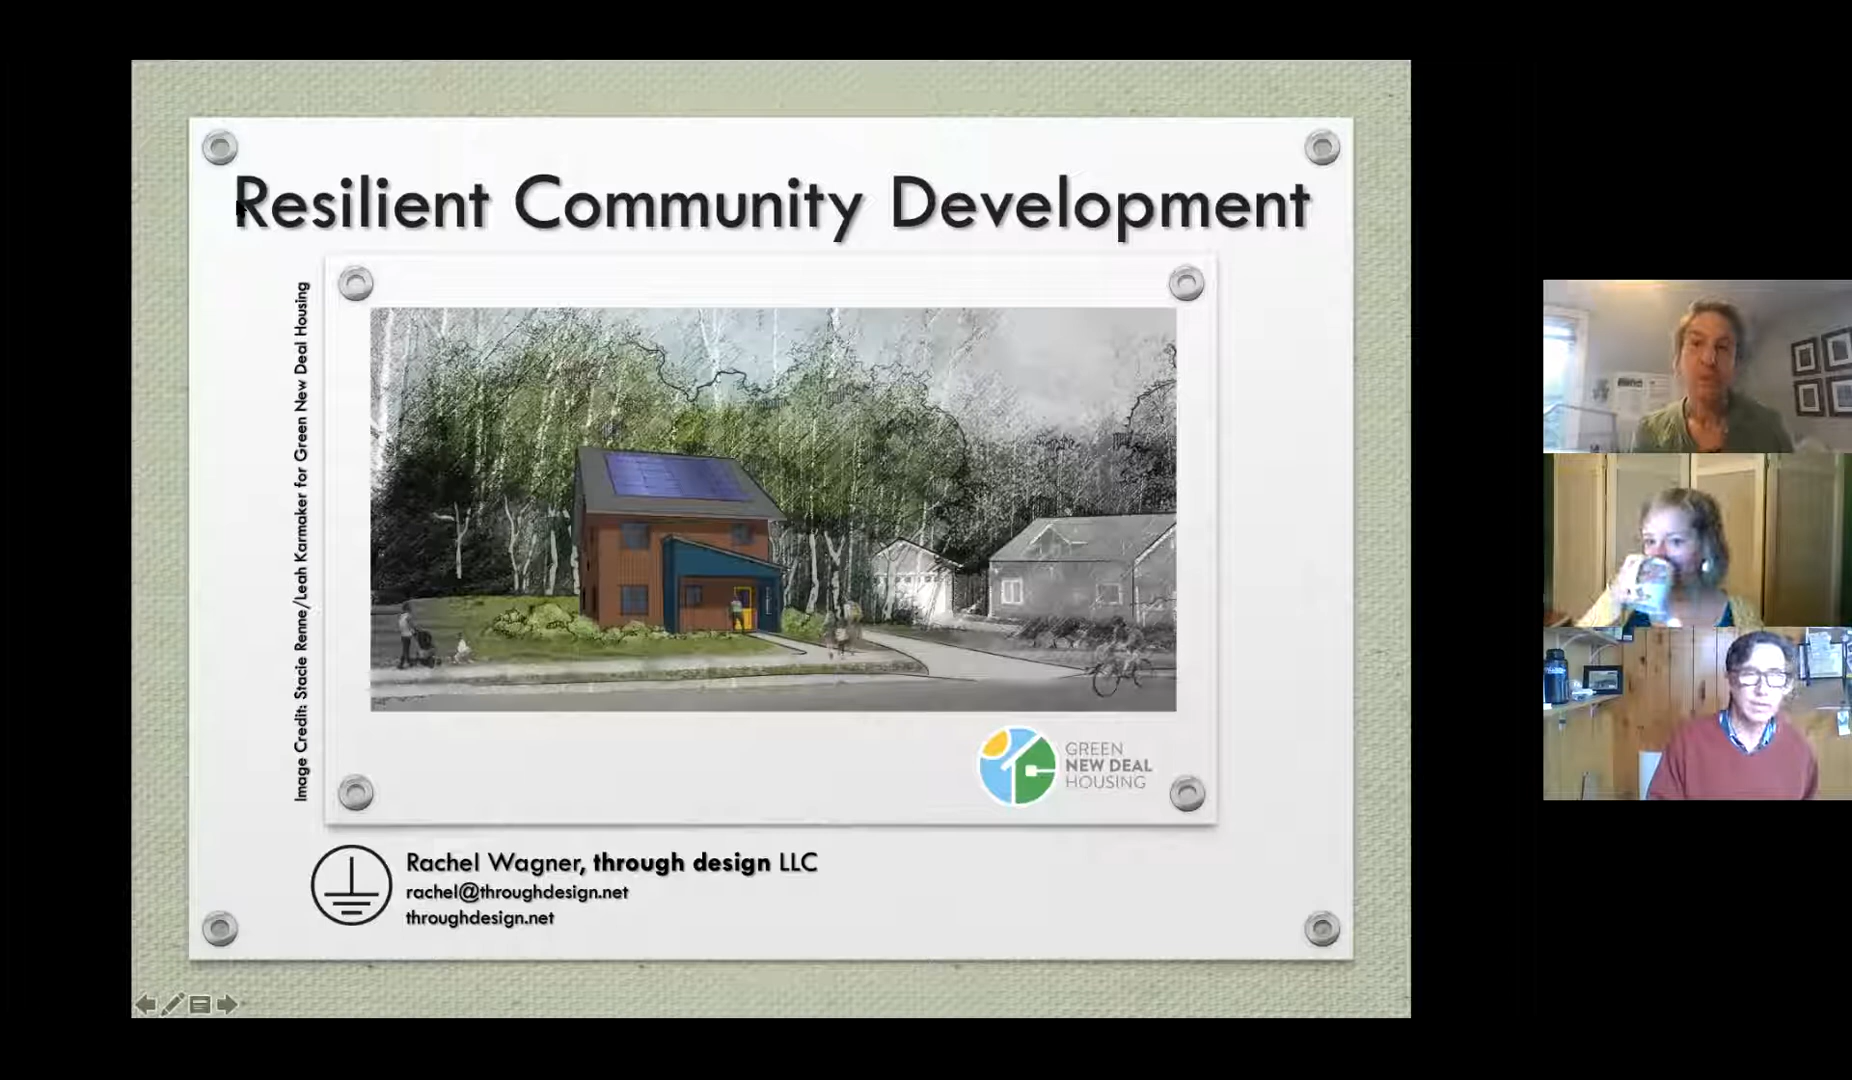 Resilient Community Development
Image Credit: Stacie Renne/Leah Karmaker for Green New Deal Housing
GREEN
NEW DEAL
HOUSING
Rachel Wagner, through design LLC
rachel@throughdesign.net
throughdesign.net